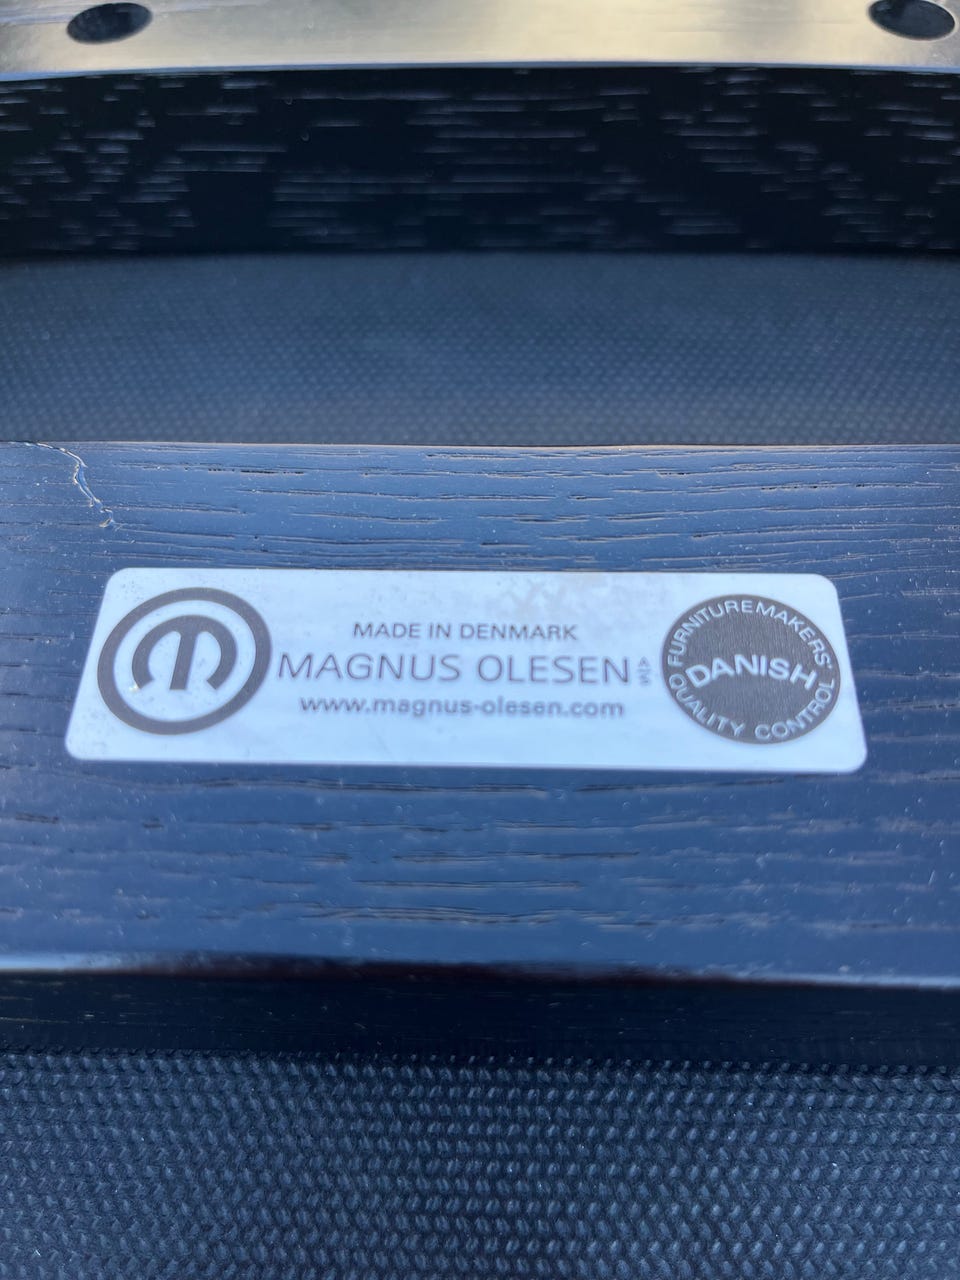 MADE IN DENMARK
MAGNUS OLESEN A/S
www.magnus-olesen.com
FURNITUREMAKERS'
DANISH
QUALITY CONTROL